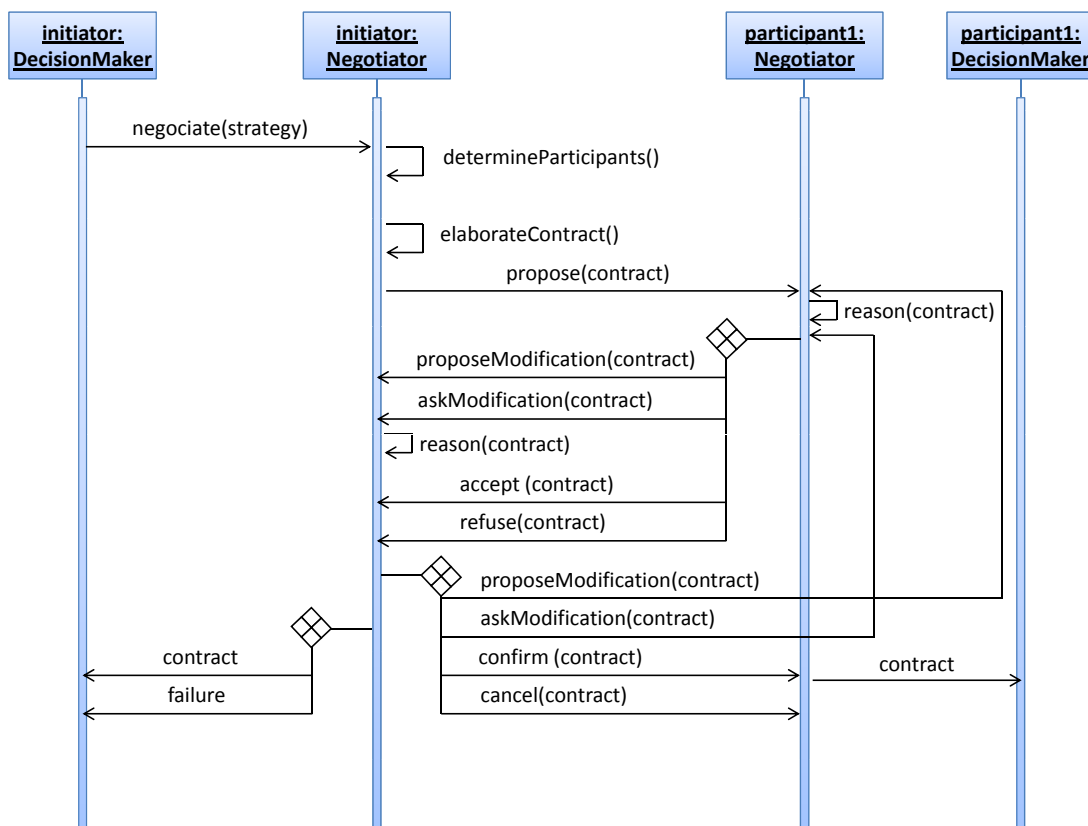 initiator:
DecisionMaker
initiator:
Negotiator
participant1:
Negotiator
participant1:
DecisionMaker
negociate(strategy)
determineParticipants()
elaborateContract()
propose(contract)
reason(contract)
proposeModification(contract)
askModification(contract)
reason(contract)
accept (contract)
refuse(contract)
proposeModification(contract)
askModification(contract)
contract
confirm (contract)
contract
failure
cancel(contract)